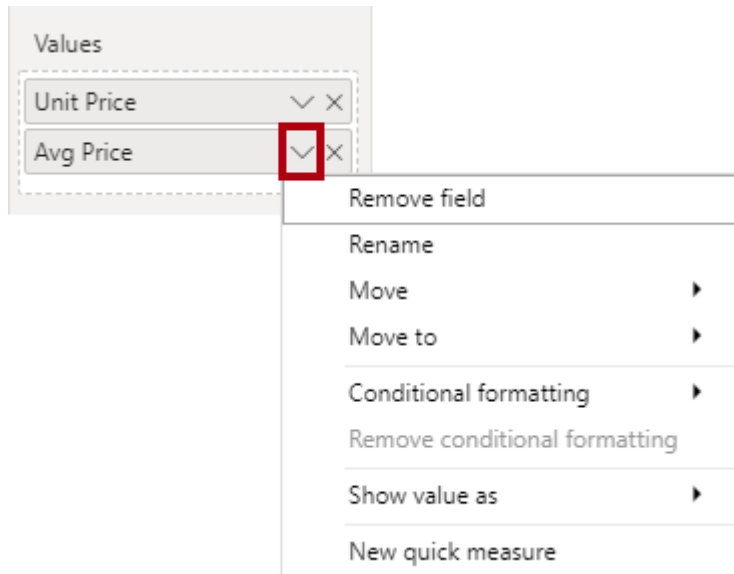 Values
Unit Price
Avg Price
Remove field
Rename
Move
Move to
Conditional formatting
Remove conditional formatting
Show value as
New quick measure